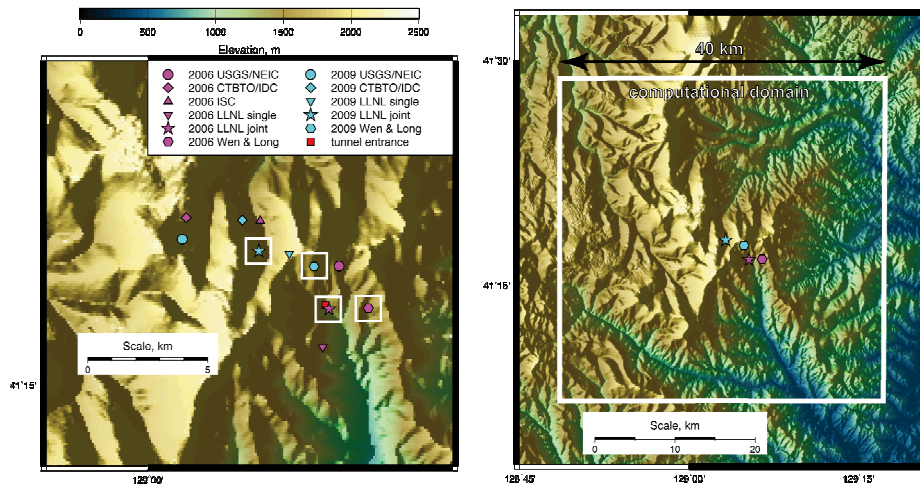 0 500 1000 1500 2000 2500
Elevation, m
2006 USGS/NEIC
2006 CTBTO/IDC
2006 ISC
2006 LLNL single
2006 LLNL joint
2006 Wen & Long
2009 USGS/NEIC
2009 CTBTO/IDC
2009 LLNL single
2009 LLNL joint
2009 Wen & Long
tunnel entrance
Scale, km
0 5
41˚15'
129˚00'
40 km
computational domain
41˚30'
41˚15'
Scale, km
0 10 20
128˚45' 129˚00' 129˚15'